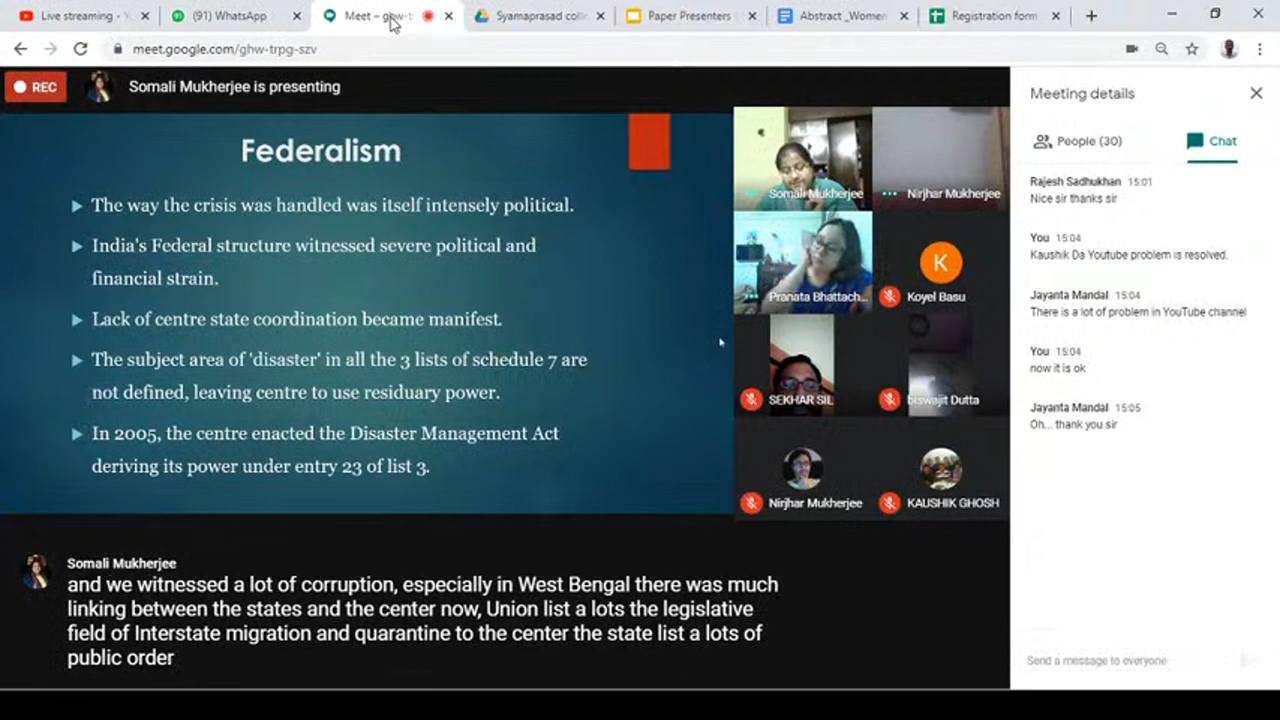 Live streaming - Y
(91) WhatsApp
Meet – ghw-t
Syamaprasad coll
Paper Presenters (
Abstract _Women
Registration form
meet.google.com/ghw-trpg-szv
REC
Somali Mukherjee is presenting
Federalism
The way the crisis was handled was itself intensely political.
India's Federal structure witnessed severe political and
financial strain.
Lack of centre state coordination became manifest.
The subject area of 'disaster' in all the 3 lists of schedule 7 are
not defined, leaving centre to use residuary power.
In 2005, the centre enacted the Disaster Management Act
deriving its power under entry 23 of list 3.
Somali Mukherjee
Nirjhar Mukherjee
Pranata Bhattach...
K
Koyel Basu
SEKHAR SIL
biswajit Dutta
Nirjhar Mukherjee
KAUSHIK GHOSH
Somali Mukherjee
and we witnessed a lot of corruption, especially in West Bengal there was much
linking between the states and the center now, Union list a lots the legislative
field of Interstate migration and quarantine to the center the state list a lots of
public order
Meeting details
People (30)
Chat
Rajesh Sadhukhan 15:01
Nice sir thanks sir
You 15:04
Kaushik Da Youtube problem is resolved.
Jayanta Mandal 15:04
There is a lot of problem in YouTube channel
You 15:04
now it is ok
Jayanta Mandal 15:05
Oh... thank you sir
Send a message to everyone